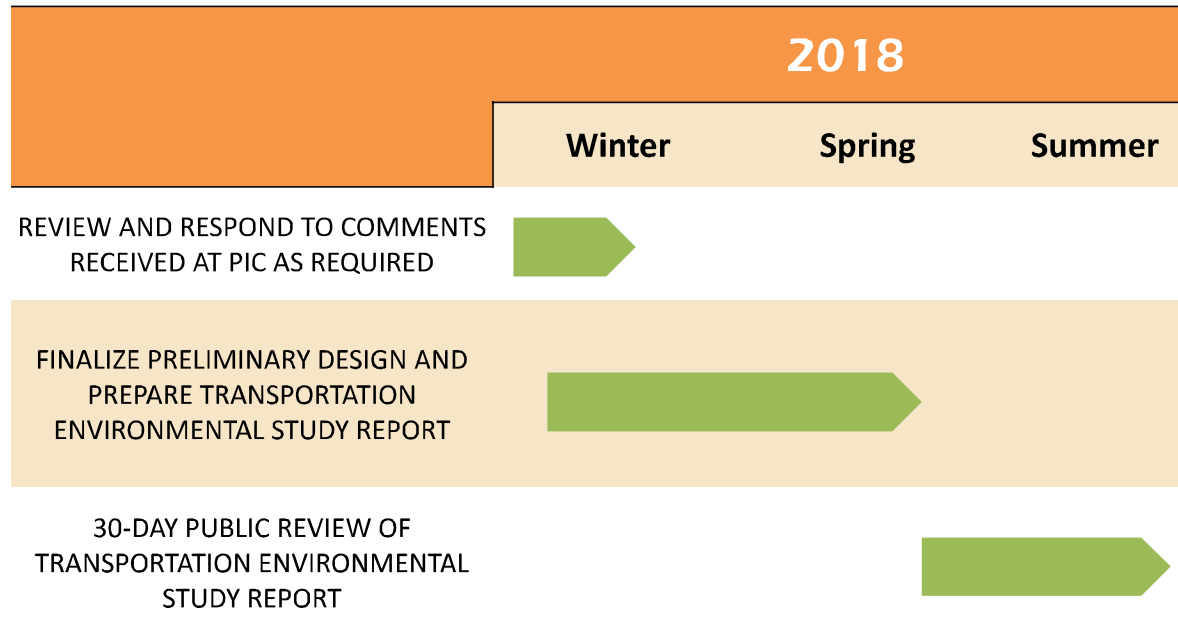 2018
Winter Spring Summer
REVIEW AND RESPOND TO COMMENTS
RECEIVED AT PIC AS REQUIRED
FINALIZE PRELIMINARY DESIGN AND
PREPARE TRANSPORTATION
ENVIRONMENTAL STUDY REPORT
30-DAY PUBLIC REVIEW OF
TRANSPORTATION ENVIRONMENTAL
STUDY REPORT